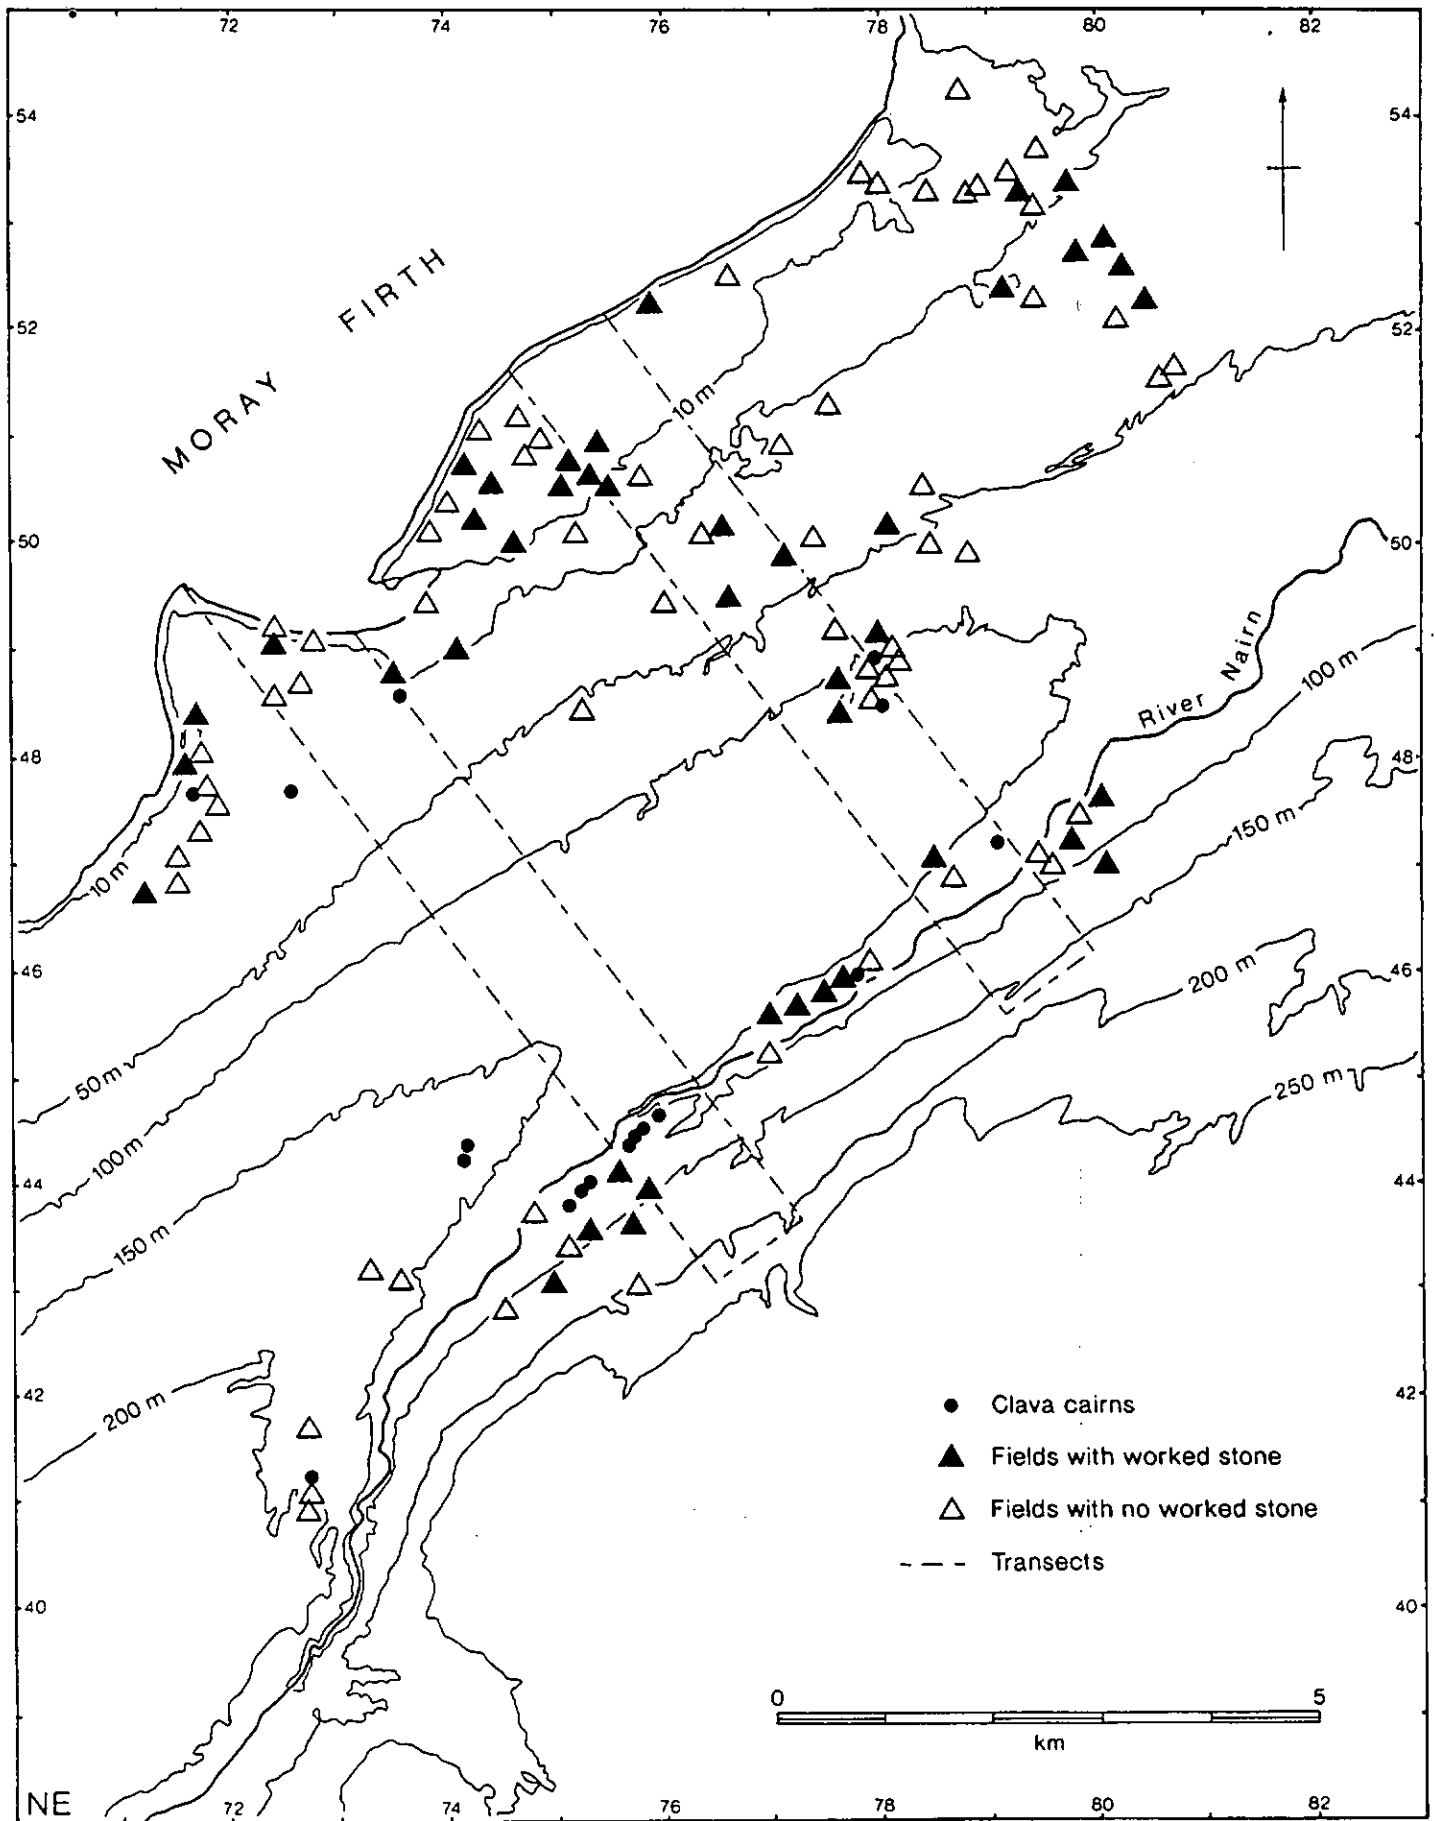 72 74 76 78 80 82
54 54
MORAY FIRTH
52 52
10 m
50 50
River Nairn
100 m
48 48
150 m
10 m
46 46
200 m
50 m
250 m
100 m
44 44
150 m
42 42
200 m
Clava cairns
Fields with worked stone
Fields with no worked stone
Transects
40 40
0 5
km
NE 72 74 76 78 80 82